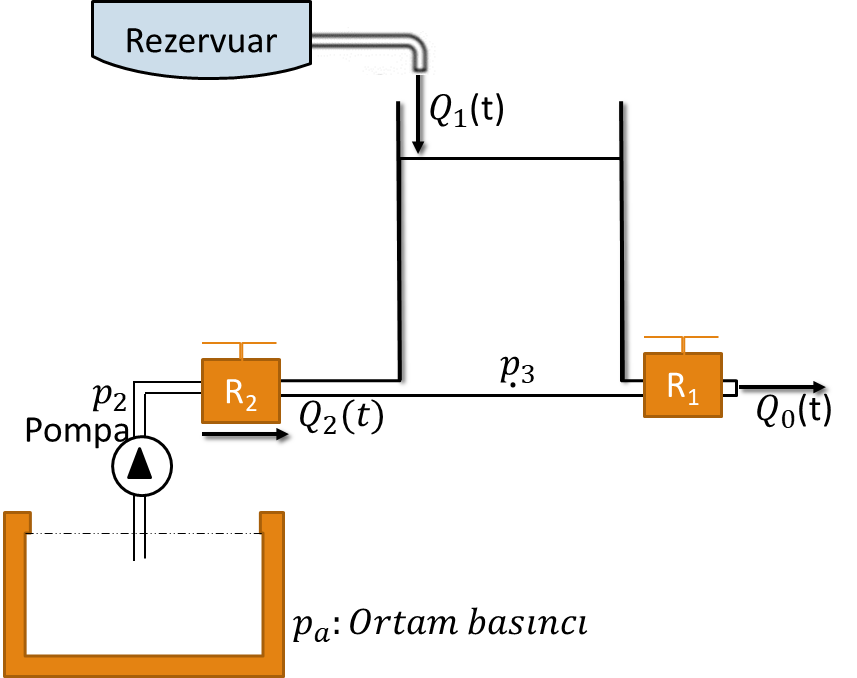 Rezervuar
Q₁(t)
p₃
p₂
R₂
R₁
Q₂(t)
Q₀(t)
Pompa
pₐ: Ortam basıncı